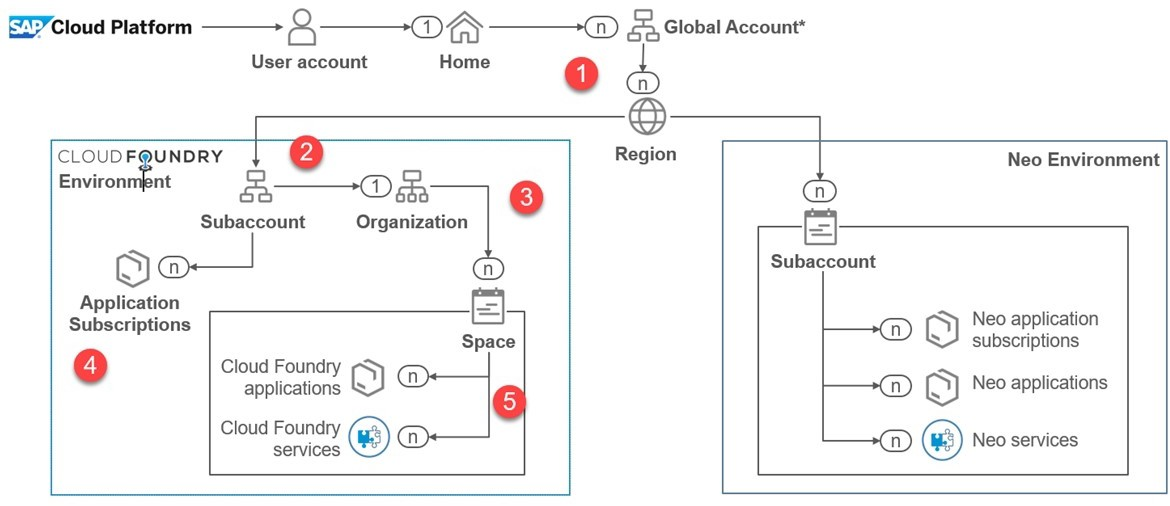 SAP Cloud Platform
User account
1
Home
n
Global Account*
1
n
Region
CLOUD FOUNDRY
Environment
2
Subaccount
1
Organization
3
n
Application
Subscriptions
4
n
Space
Cloud Foundry
applications
n
5
Cloud Foundry
services
n
Neo Environment
n
Subaccount
n
Neo application
subscriptions
n
Neo applications
n
Neo services